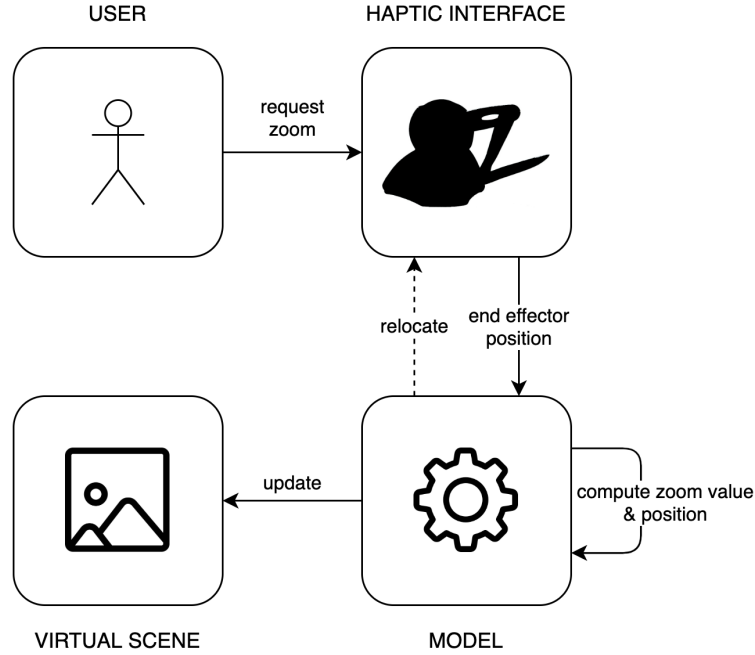 USER
HAPTIC INTERFACE
request
zoom
relocate
end effector
position
update
compute zoom value
& position
VIRTUAL SCENE
MODEL